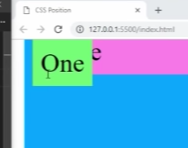 CSS Position
127.0.0.1:5500/index.html
One
e